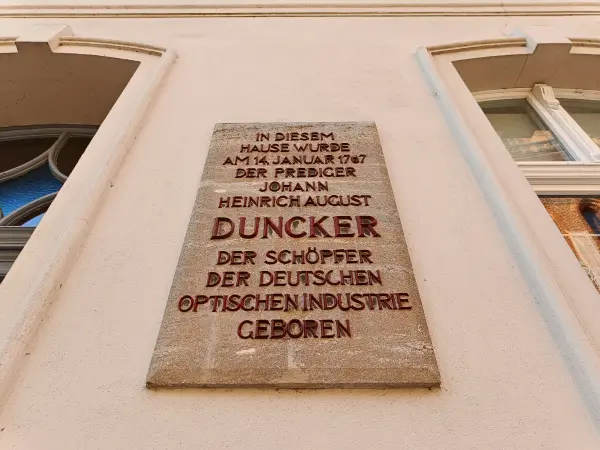 IN DIESEM
HAUSE WURDE
AM 14. JANUAR 1767
DER PREDIGER
JOHANN
HEINRICH AUGUST
DUNCKER
DER SCHÖPFER
DER DEUTSCHEN
OPTISCHEN INDUSTRIE
GEBOREN